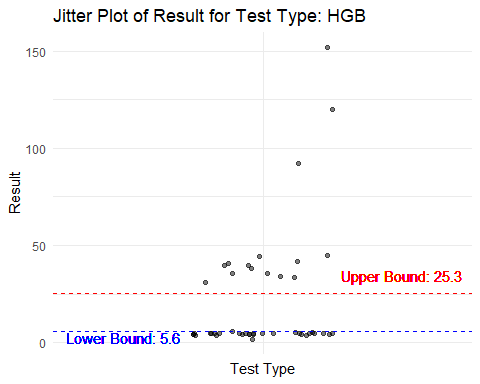 Jitter Plot of Result for Test Type: HGB
150
100
50
0
Result
Upper Bound: 25.3
Lower Bound: 5.6
Test Type